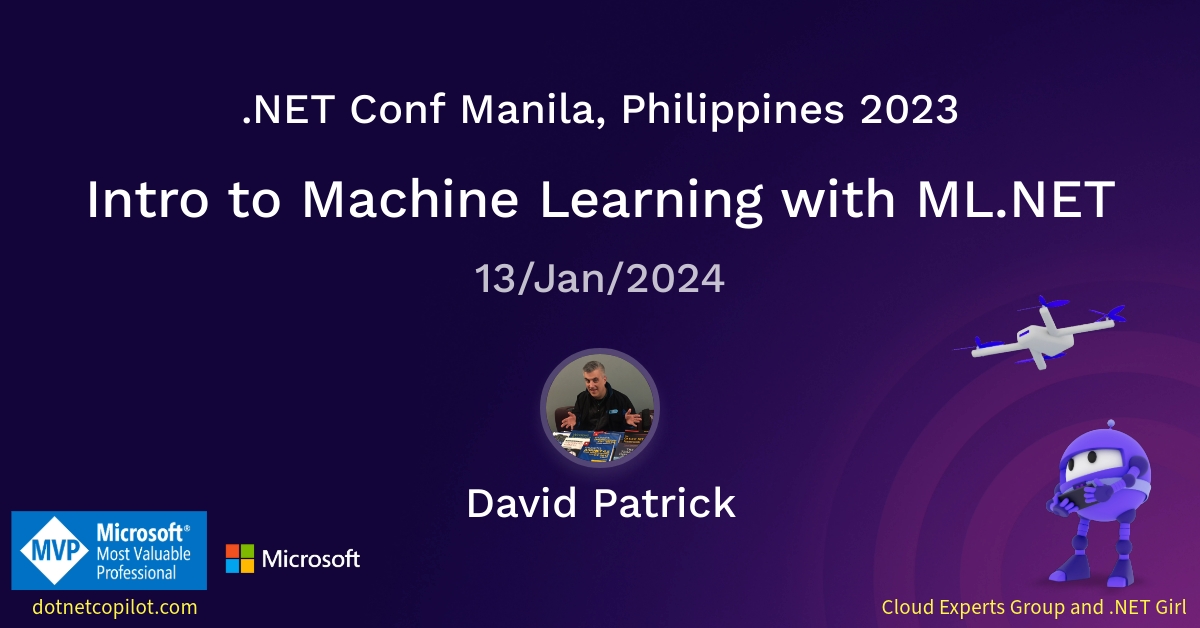 .NET Conf Manila, Philippines 2023
Intro to Machine Learning with ML.NET
13/Jan/2024
David Patrick
MVP
Microsoft®
Most Valuable
Professional
Microsoft
dotnetcopilot.com
Cloud Experts Group and .NET Girl